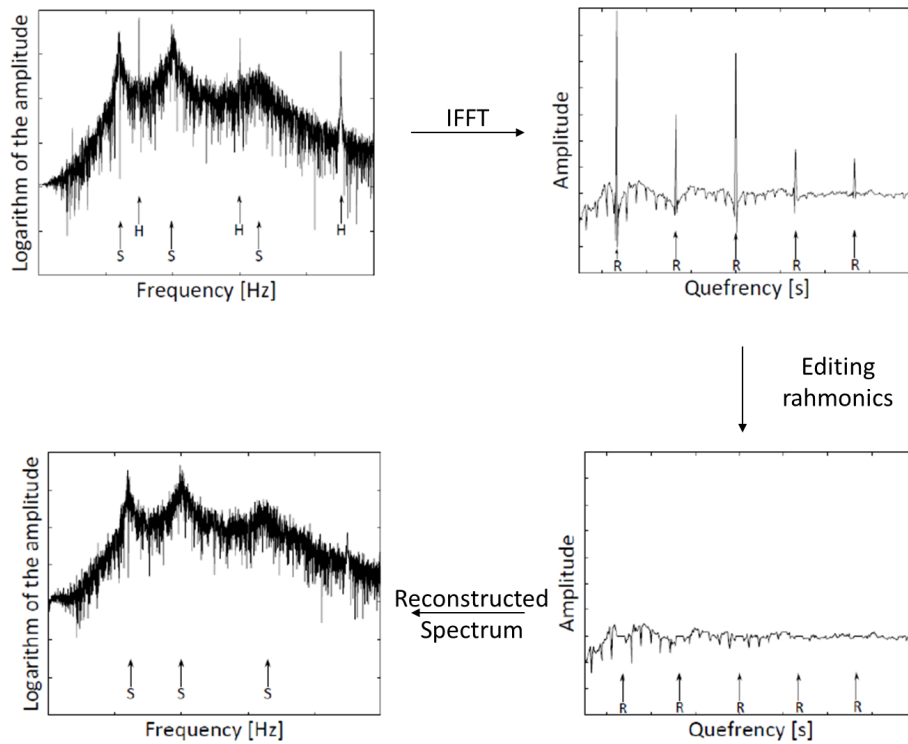 Logarithm of the amplitude
H
H
H
S
S
S
Frequency [Hz]
IFFT
Amplitude
R
R
R
R
R
Quefrency [s]
Editing
rahmonics
Logarithm of the amplitude
S
S
S
Frequency [Hz]
Reconstructed
Spectrum
Amplitude
R
R
R
R
R
Quefrency [s]